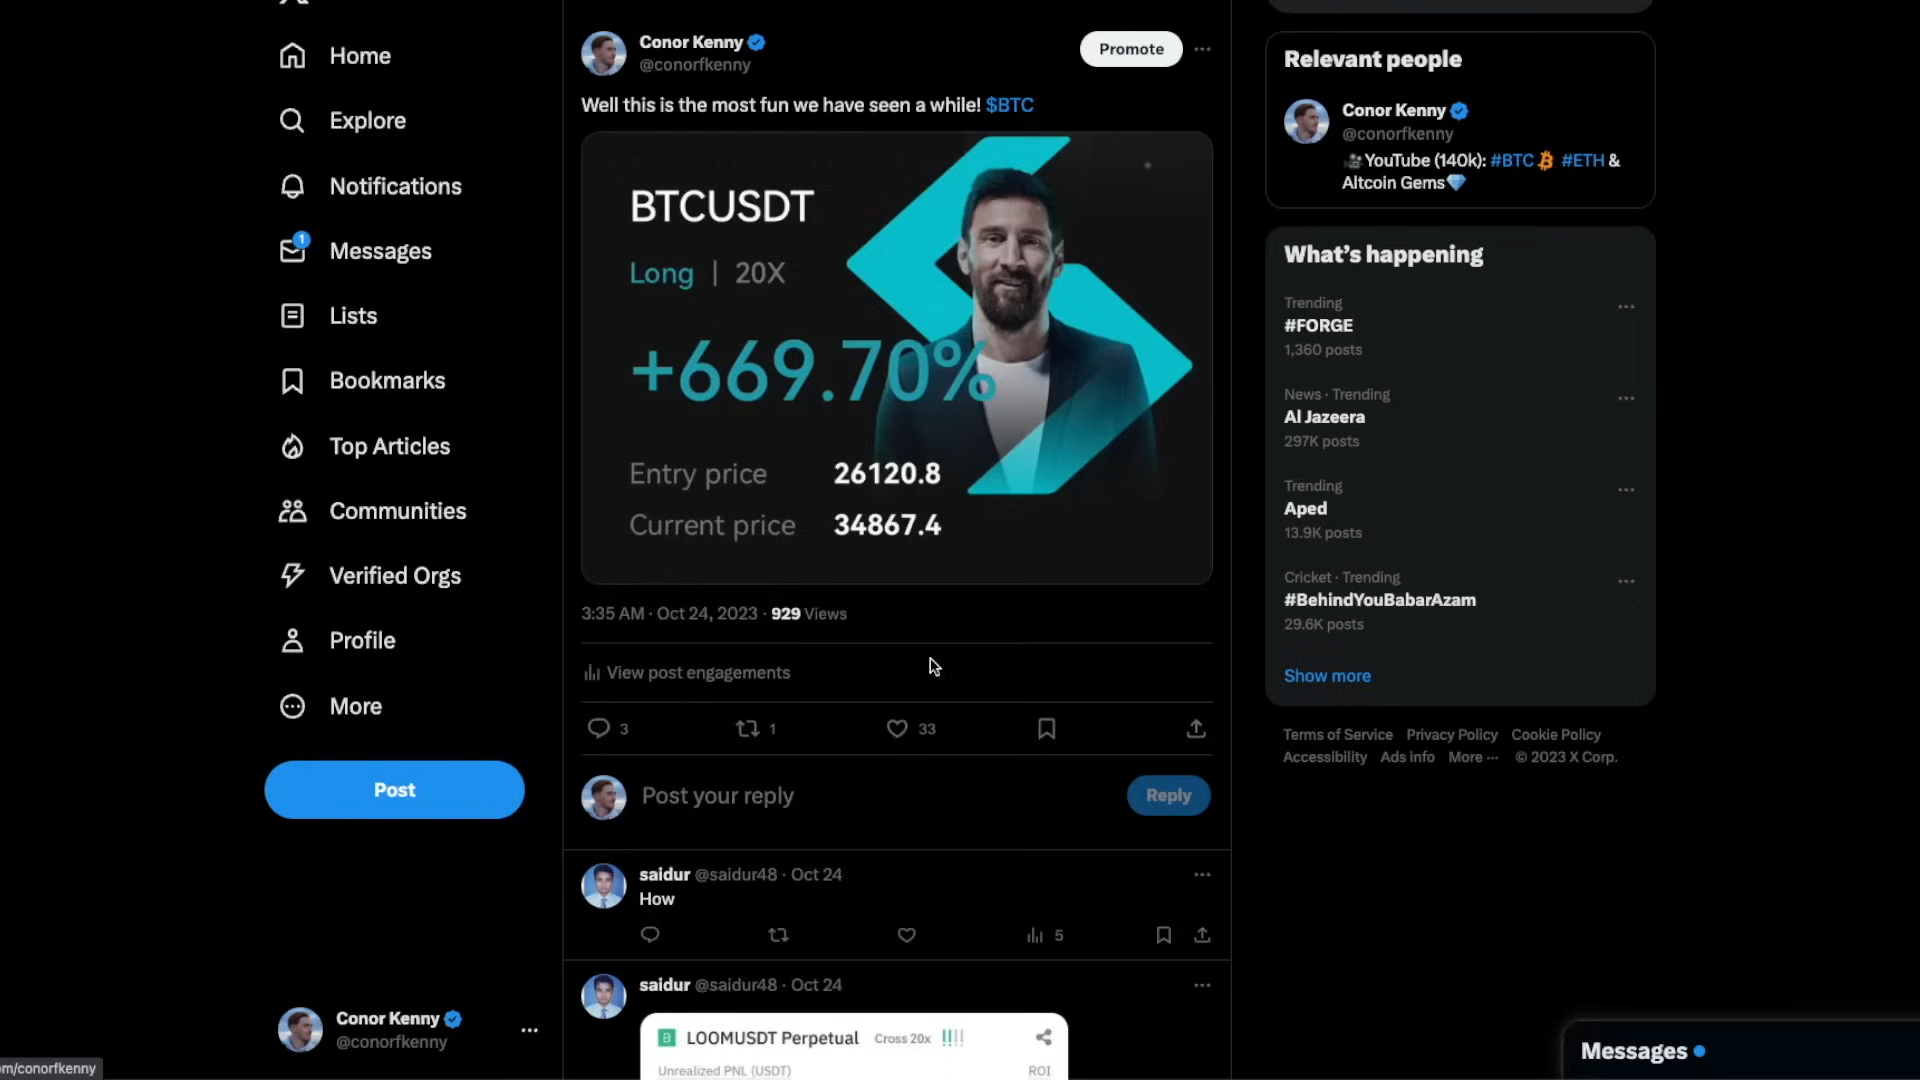 Home
Explore
Notifications
1
Messages
Lists
Bookmarks
Top Articles
Communities
Verified Orgs
Profile
More
Post
Conor Kenny
@conorfkenny
m/conorfkenny
Conor Kenny
@conorfkenny
Promote
Well this is the most fun we have seen a while! $BTC
BTCUSDT
Long | 20X
+669.70%
Entry price 26120.8
Current price 34867.4
3:35 AM · Oct 24, 2023 · 929 Views
View post engagements
3 1 33
Post your reply
Reply
saidur @saidur48 · Oct 24
How
5
saidur @saidur48 · Oct 24
B LOOMUSDT Perpetual Cross 20x
Unrealized PNL (USDT) ROI
Relevant people
Conor Kenny
@conorfkenny
YouTube (140k): #BTC #ETH &
Altcoin Gems
What's happening
Trending
#FORGE
1,360 posts
News · Trending
Al Jazeera
297K posts
Trending
Aped
13.9K posts
Cricket · Trending
#BehindYouBabarAzam
29.6K posts
Show more
Terms of Service Privacy Policy Cookie Policy
Accessibility Ads info More ··· © 2023 X Corp.
Messages